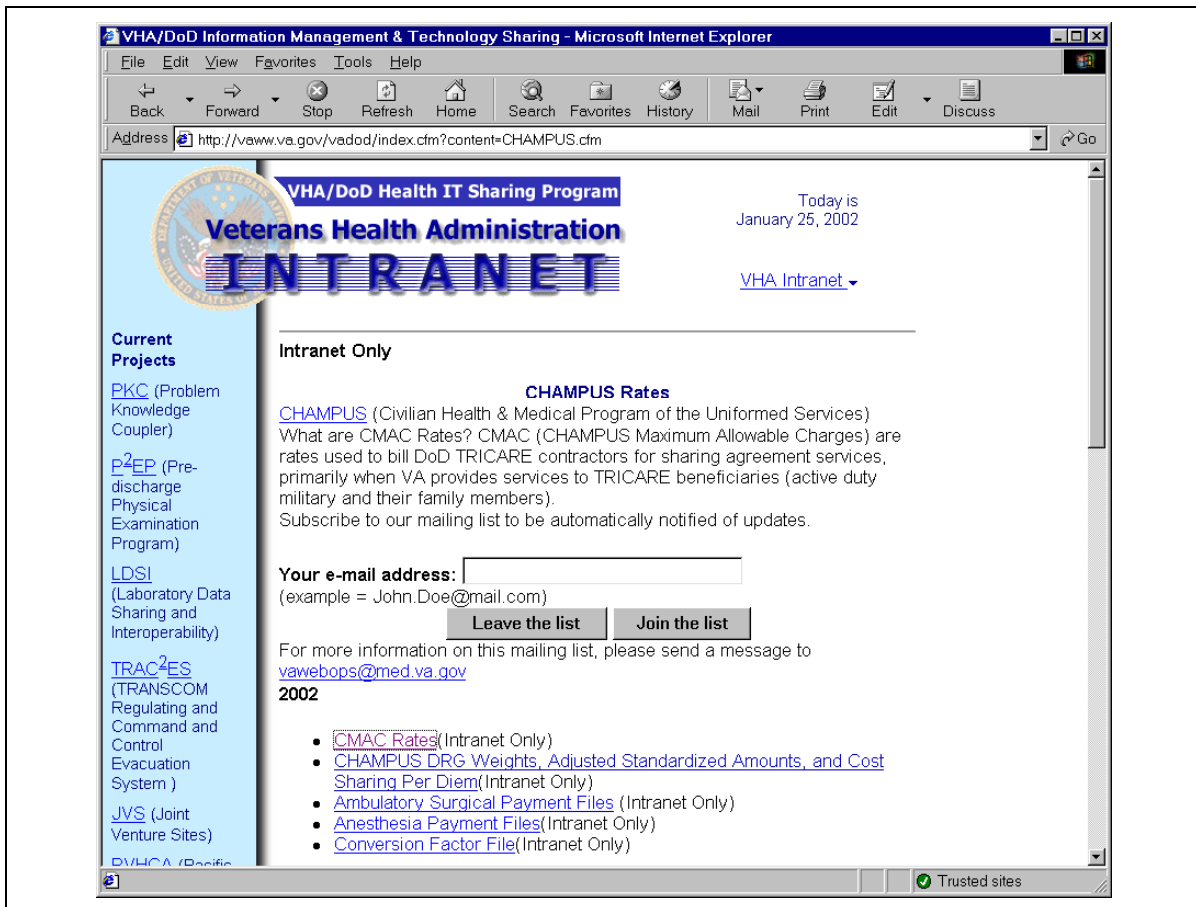 VHA/DoD Information Management & Technology Sharing - Microsoft Internet Explorer
File Edit View Favorites Tools Help
Back Forward Stop Refresh Home Search Favorites History Mail Print Edit Discuss
Address http://vaww.va.gov/vadod/index.cfm?content=CHAMPUS.cfm Go
VHA/DoD Health IT Sharing Program
Veterans Health Administration
INTRANET
Today is
January 25, 2002
VHA Intranet
Current
Projects
PKC (Problem
Knowledge
Coupler)
P2EP (Pre-
discharge
Physical
Examination
Program)
LDSI
(Laboratory Data
Sharing and
Interoperability)
TRAC2ES
(TRANSCOM
Regulating and
Command and
Control
Evacuation
System )
JVS (Joint
Venture Sites)
PVHCA (Pacific
Intranet Only
CHAMPUS Rates
CHAMPUS (Civilian Health & Medical Program of the Uniformed Services)
What are CMAC Rates? CMAC (CHAMPUS Maximum Allowable Charges) are
rates used to bill DoD TRICARE contractors for sharing agreement services,
primarily when VA provides services to TRICARE beneficiaries (active duty
military and their family members).
Subscribe to our mailing list to be automatically notified of updates.
Your e-mail address:
(example = John.Doe@mail.com)
Leave the list Join the list
For more information on this mailing list, please send a message to
vawebops@med.va.gov
2002
• CMAC Rates(Intranet Only)
• CHAMPUS DRG Weights, Adjusted Standardized Amounts, and Cost
Sharing Per Diem(Intranet Only)
• Ambulatory Surgical Payment Files (Intranet Only)
• Anesthesia Payment Files(Intranet Only)
• Conversion Factor File(Intranet Only)
Trusted sites